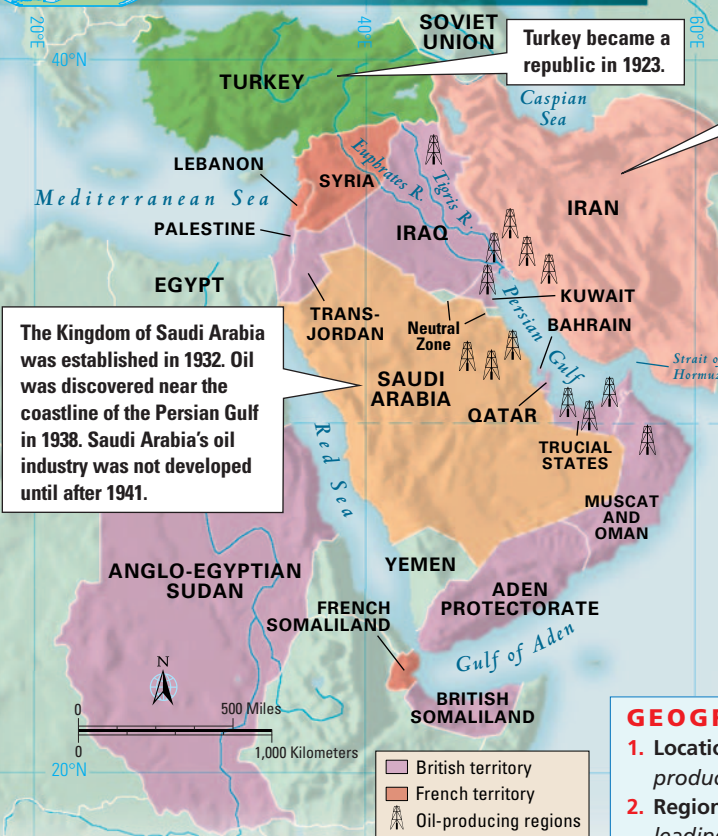 20°E
40°E
60°E
40°N
SOVIET
UNION
Turkey became a
republic in 1923.
TURKEY
Caspian
Sea
LEBANON
SYRIA
Euphrates R.
Tigris R.
Mediterranean Sea
IRAN
PALESTINE
IRAQ
EGYPT
KUWAIT
TRANS-
JORDAN
Neutral
Zone
Persian Gulf
BAHRAIN
The Kingdom of Saudi Arabia
was established in 1932. Oil
was discovered near the
coastline of the Persian Gulf
in 1938. Saudi Arabia's oil
industry was not developed
until after 1941.
Strait
Hormuz
SAUDI
ARABIA
QATAR
Red Sea
TRUCIAL
STATES
MUSCAT
AND
OMAN
YEMEN
ANGLO-EGYPTIAN
SUDAN
ADEN
PROTECTORATE
FRENCH
SOMALILAND
Gulf of Aden
N
BRITISH
SOMALILAND
0 500 Miles
0 1,000 Kilometers
20°N
British territory
French territory
Oil-producing regions
GEOGR
1. Locatio
produc
2. Region
leading